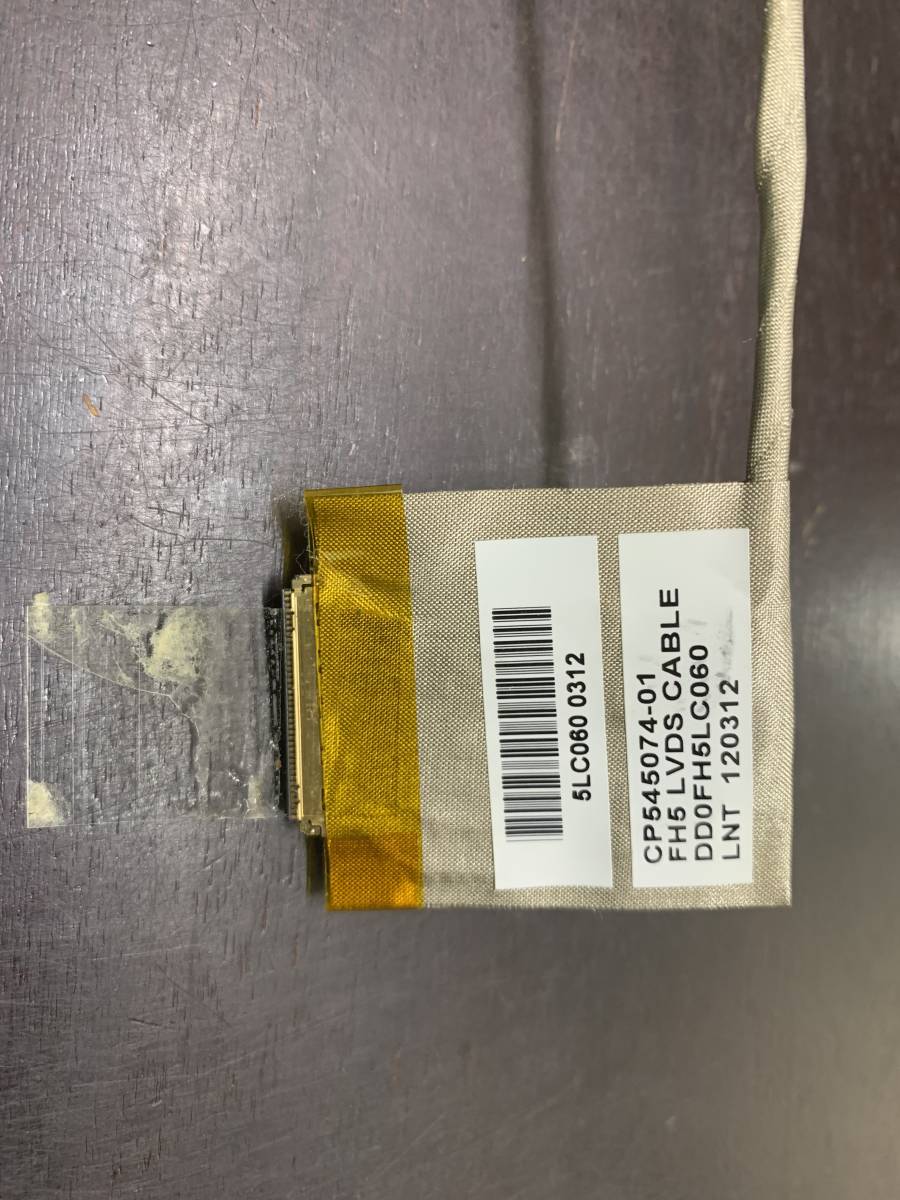 5LC060 0312
CP545074-01
FH5 LVDS CABLE
DD0FH5LC060
LNT 120312